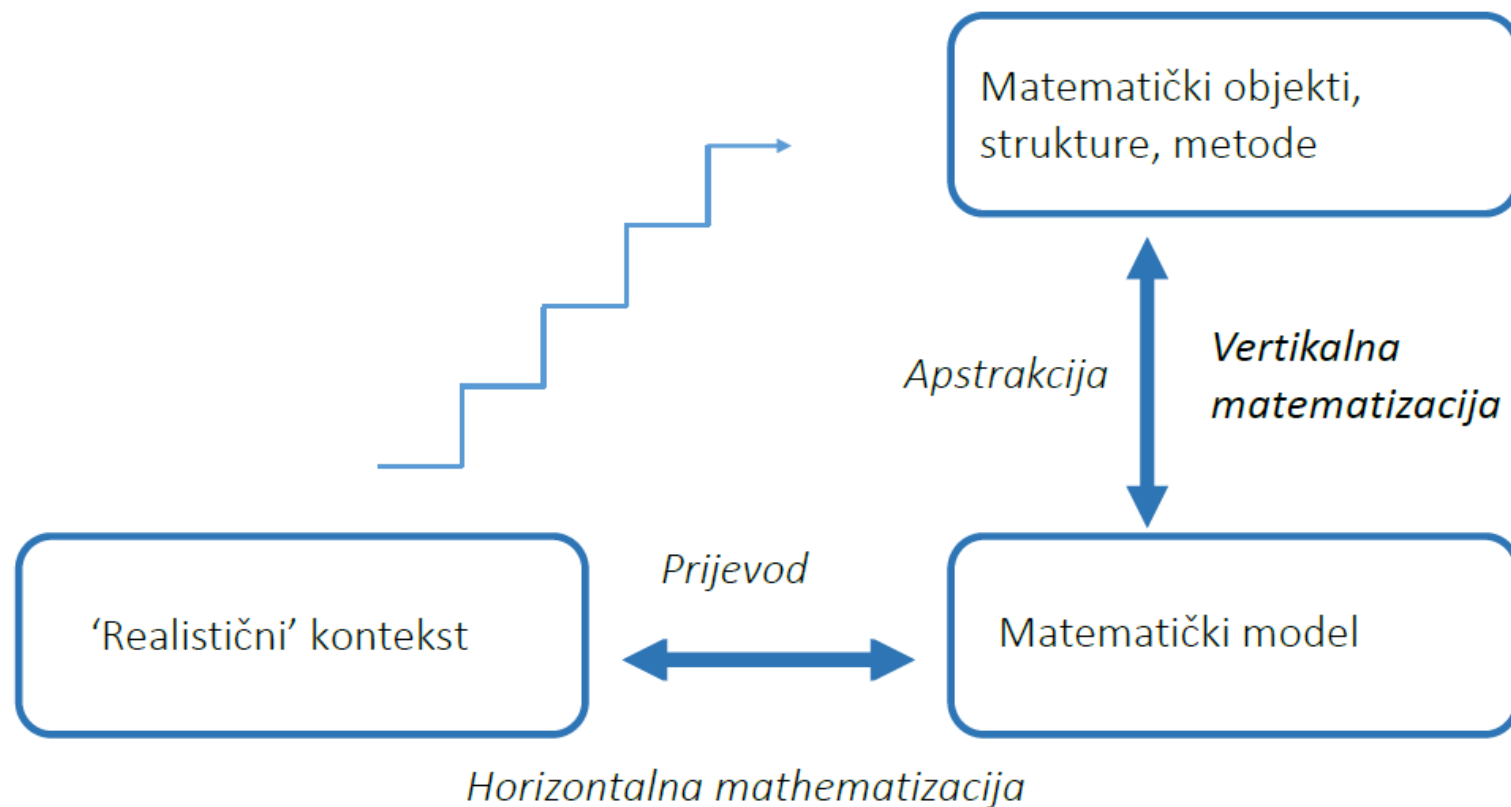 Matematički objekti,
strukture, metode
Apstrakcija
Vertikalna
matematizacija
Prijevod
‘Realistični’ kontekst
Matematički model
Horizontalna mathematizacija